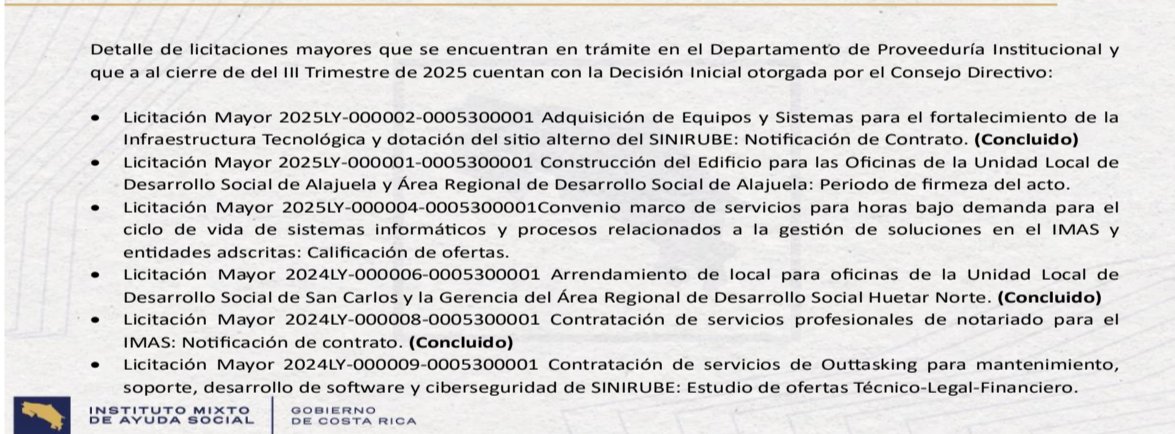 Detalle de licitaciones mayores que se encuentran en trámite en el Departamento de Proveeduría Institucional y
que a al cierre de del III Trimestre de 2025 cuentan con la Decisión Inicial otorgada por el Consejo Directivo:
• Licitación Mayor 2025LY-000002-0005300001 Adquisición de Equipos y Sistemas para el fortalecimiento de la
Infraestructura Tecnológica y dotación del sitio alterno del SINIRUBE: Notificación de Contrato. (Concluido)
• Licitación Mayor 2025LY-000001-0005300001 Construcción del Edificio para las Oficinas de la Unidad Local de
Desarrollo Social de Alajuela y Área Regional de Desarrollo Social de Alajuela: Periodo de firmeza del acto.
• Licitación Mayor 2025LY-000004-0005300001Convenio marco de servicios para horas bajo demanda para el
ciclo de vida de sistemas informáticos y procesos relacionados a la gestión de soluciones en el IMAS y
entidades adscritas: Calificación de ofertas.
• Licitación Mayor 2024LY-000006-0005300001 Arrendamiento de local para oficinas de la Unidad Local de
Desarrollo Social de San Carlos y la Gerencia del Área Regional de Desarrollo Social Huetar Norte. (Concluido)
• Licitación Mayor 2024LY-000008-0005300001 Contratación de servicios profesionales de notariado para el
IMAS: Notificación de contrato. (Concluido)
• Licitación Mayor 2024LY-000009-0005300001 Contratación de servicios de Outtasking para mantenimiento,
soporte, desarrollo de software y ciberseguridad de SINIRUBE: Estudio de ofertas Técnico-Legal-Financiero.
INSTITUTO MIXTO
DE AYUDA SOCIAL
GOBIERNO
DE COSTA RICA